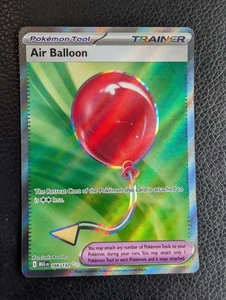 Pokémon Tool
TRAINER
Air Balloon
The Retreat Cost of the Pokémon this card is attached to
is ✱✱ less.
You may attach any number of Pokémon Tools to your
Pokémon during your turn. You may attach only 1
Pokémon Tool to each Pokémon, and it stays attached.